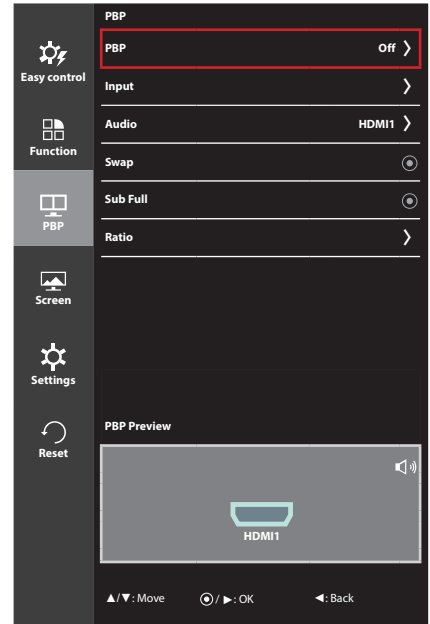 Easy control
Function
PBP
Screen
Settings
Reset
PBP
PBP Off
Input
Audio HDMI1
Swap
Sub Full
Ratio
PBP Preview
HDMI1
▲/▼: Move ◉/ ►: OK ◄: Back